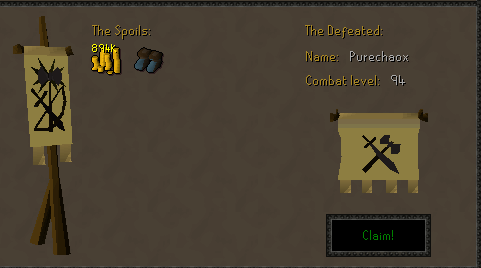 The Spoils:
894K
The Defeated:
Name: Purechaox
Combat level: 94
Claim!